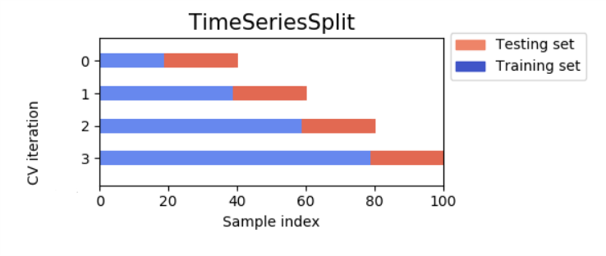 TimeSeriesSplit
Testing set
Training set
0
1
2
3
CV iteration
0 20 40 60 80 100
Sample index